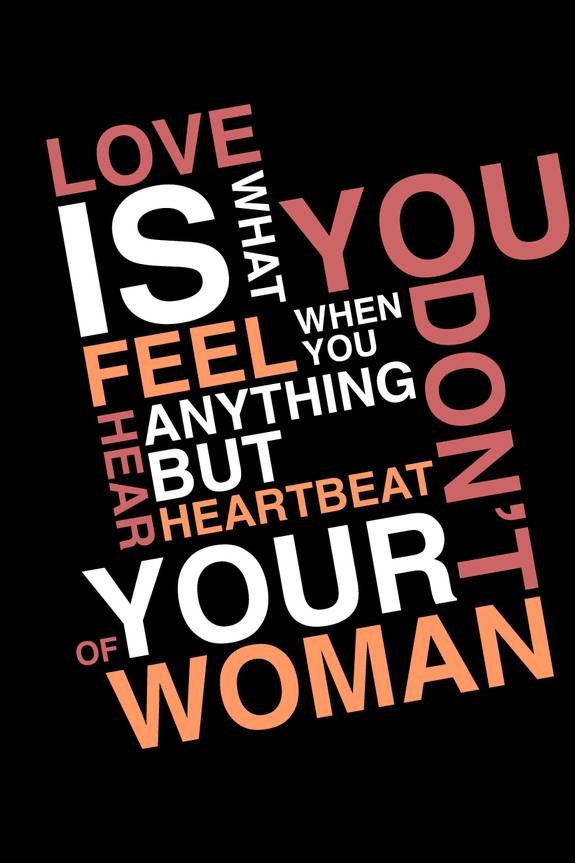 LOVE
IS
WHAT
YOU
FEEL
WHEN
YOU
DON'T
HEAR
ANYTHING
BUT
HEARTBEAT
OF
YOUR
WOMAN